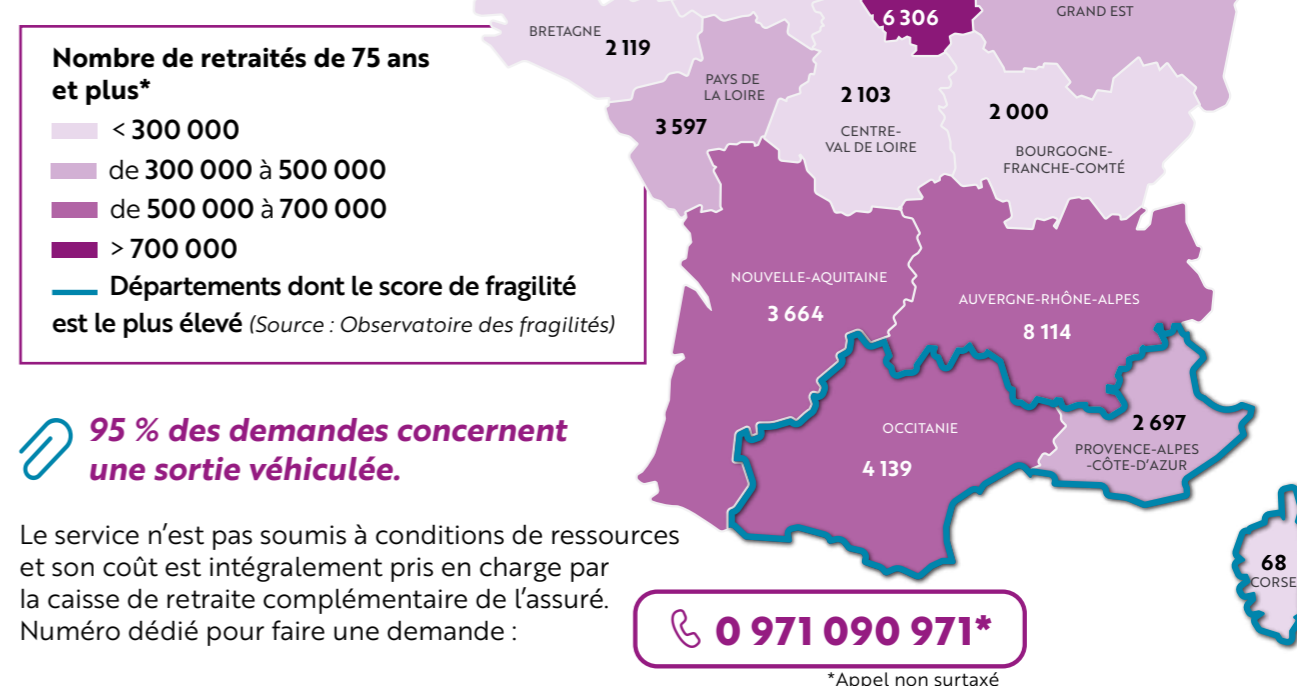 6 306
GRAND EST
BRETAGNE
2 119
Nombre de retraités de 75 ans
et plus*
< 300 000
de 300 000 à 500 000
de 500 000 à 700 000
> 700 000
Départements dont le score de fragilité
est le plus élevé (Source : Observatoire des fragilités)
PAYS DE
LA LOIRE
3 597
2 103
CENTRE-
VAL DE LOIRE
2 000
BOURGOGNE-
FRANCHE-COMTÉ
NOUVELLE-AQUITAINE
3 664
AUVERGNE-RHÔNE-ALPES
8 114
OCCITANIE
4 139
2 697
PROVENCE-ALPES
-CÔTE-D’AZUR
68
CORSE
95 % des demandes concernent
une sortie véhiculée.
Le service n’est pas soumis à conditions de ressources
et son coût est intégralement pris en charge par
la caisse de retraite complémentaire de l’assuré.
Numéro dédié pour faire une demande :
0 971 090 971*
*Appel non surtaxé